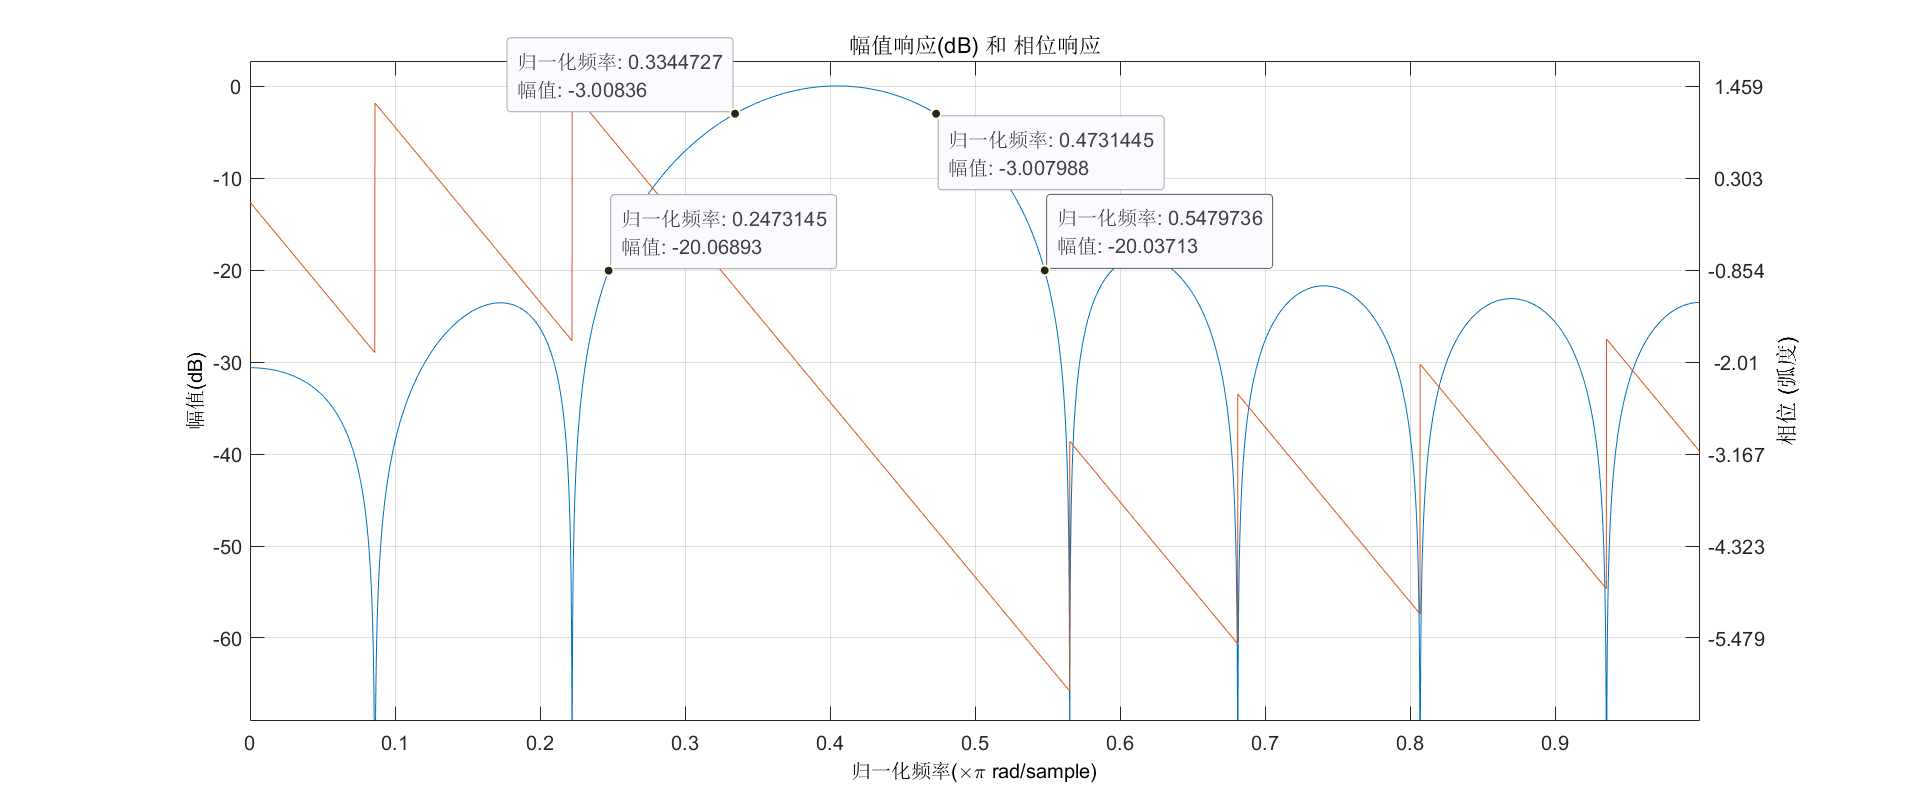 幅值响应(dB) 和 相位响应
归一化频率: 0.3344727
幅值: -3.00836
归一化频率: 0.4731445
幅值: -3.007988
归一化频率: 0.2473145
幅值: -20.06893
归一化频率: 0.5479736
幅值: -20.03713
幅值(dB)
0
-10
-20
-30
-40
-50
-60
1.459
0.303
-0.854
-2.01
-3.167
-4.323
-5.479
相位 (弧度)
0 0.1 0.2 0.3 0.4 0.5 0.6 0.7 0.8 0.9
归一化频率(×π rad/sample)